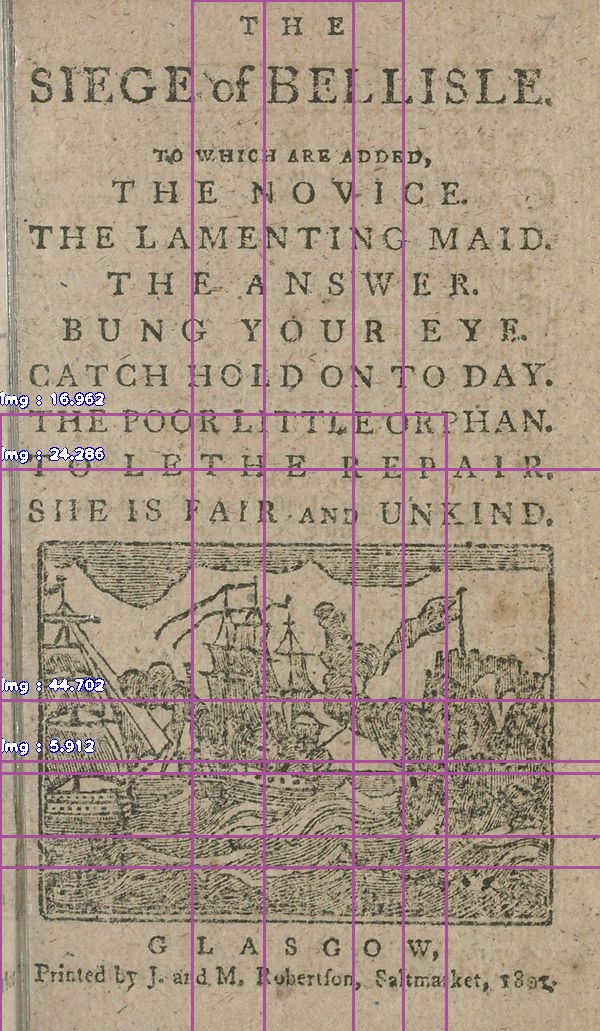 THE
SIEGE of BELLISLE.
TO WHICH ARE ADDED,
THE NOVICE.
THE LAMENTING MAID.
THE ANSWER.
BUNG YOUR EYE.
CATCH HOLD ON TO DAY.
THE POOR LITTLE ORPHAN.
TO LETHE REPAIR.
SHE IS FAIR AND UNKIND.
GLASGOW,
Printed by J. and M. Robertſon, Saltmarket,
Img : 16.962
Img : 24.286
Img : 44.702
Img : 5.912